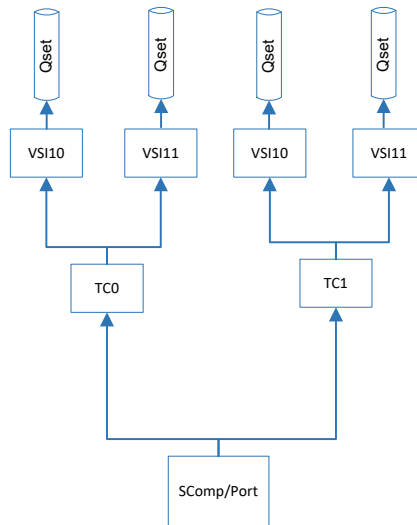 Qset
Qset
Qset
Qset
VSI10
VSI11
VSI10
VSI11
TC0
TC1
SComp/Port